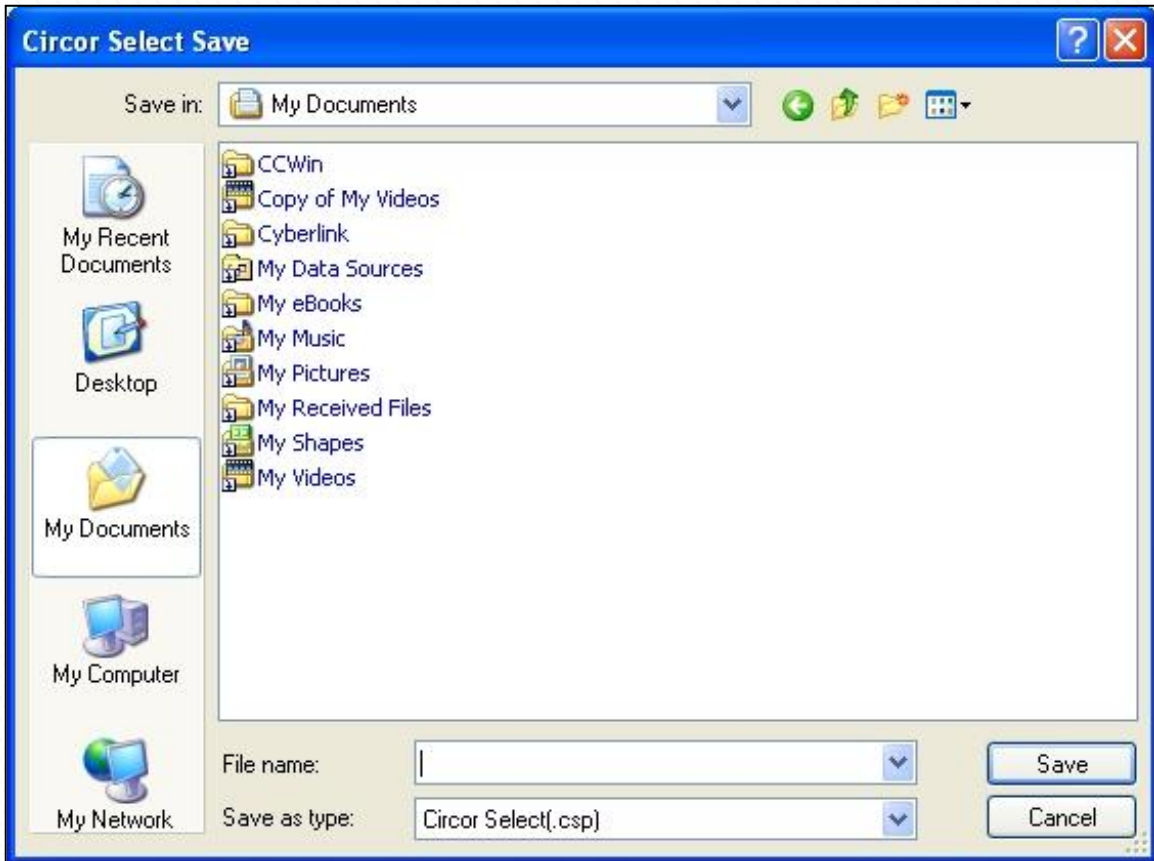 Circor Select Save
Save in: My Documents
My Recent
Documents
Desktop
My Documents
My Computer
My Network
CCWin
Copy of My Videos
Cyberlink
My Data Sources
My eBooks
My Music
My Pictures
My Received Files
My Shapes
My Videos
File name:
Save
Save as type: Circor Select(.csp)
Cancel